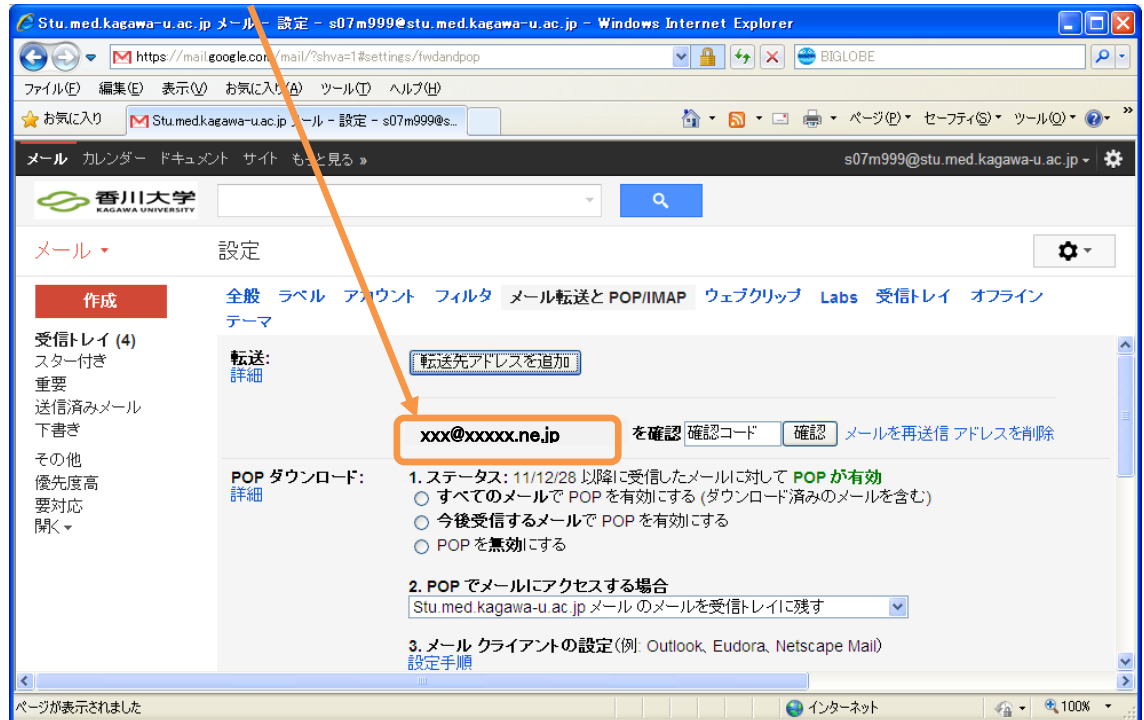 Stu.med.kagawa-u.ac.jp メール - 設定 - s07m999@stu.med.kagawa-u.ac.jp - Windows Internet Explorer
https://mail.google.com/mail/?shva=1#settings/fwdandpop BIGLOBE
ファイル(F) 編集(E) 表示(V) お気に入り(A) ツール(T) ヘルプ(H)
お気に入り Stu.med.kagawa-u.ac.jp メール - 設定 - s07m999@s... ページ(P) セーフティ(S) ツール(O) »
メール カレンダー ドキュメント サイト もっと見る » s07m999@stu.med.kagawa-u.ac.jp
香川大学
KAGAWA UNIVERSITY
メール 設定
作成
受信トレイ (4)
スター付き
重要
送信済みメール
下書き
その他
優先度高
要対応
開く
全般 ラベル アカウント フィルタ メール転送と POP/IMAP ウェブクリップ Labs 受信トレイ オフライン
テーマ
転送: 転送先アドレスを追加
詳細
xxx@xxxxx.ne.jp を確認 確認コード 確認 メールを再送信 アドレスを削除
POP ダウンロード: 1. ステータス: 11/12/28 以降に受信したメールに対して POP が有効
詳細 すべてのメールで POP を有効にする (ダウンロード済みのメールを含む)
今後受信するメールで POP を有効にする
POP を無効にする
2. POP でメールにアクセスする場合
Stu.med.kagawa-u.ac.jp メール のメールを受信トレイに残す
3. メール クライアントの設定(例: Outlook、Eudora、Netscape Mail)
設定手順
ページが表示されました インターネット 100%